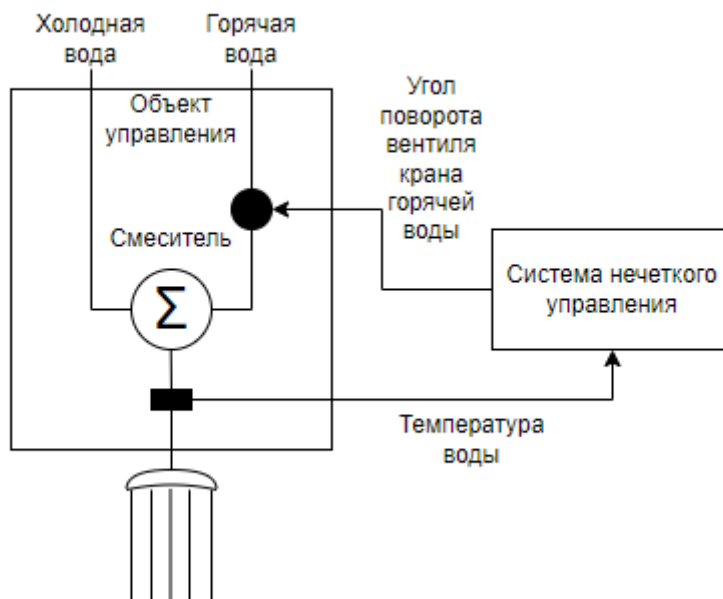 Холодная
вода
Горячая
вода
Объект
управления
Угол
поворота
вентиля
крана
горячей
воды
Смеситель
Σ
Система нечеткого
управления
Температура
воды